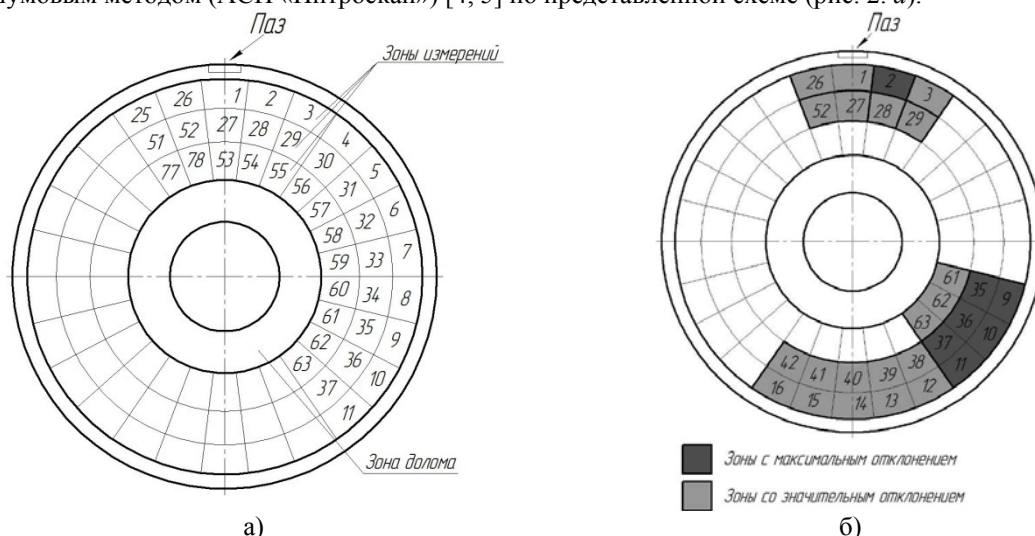 умовым методом (АСИ «Интроскан») [4, 5] по представленной схеме (рис. 2. а).
Паз
Зоны измерений
25 26 1 2 3 4 5 6 7 8 9 10 11
51 52 27 28 29 30 31 32 33 34 35 36 37
77 78 53 54 55 56 57 58 59 60 61 62 63
Зона долома
а)
Паз
26 1 2 3
52 27 28 29
61 35 9
62 36 10
63 37 11
42 41 40 39 38
16 15 14 13 12
Зоны с максимальным отклонением
Зоны со значительным отклонением
б)